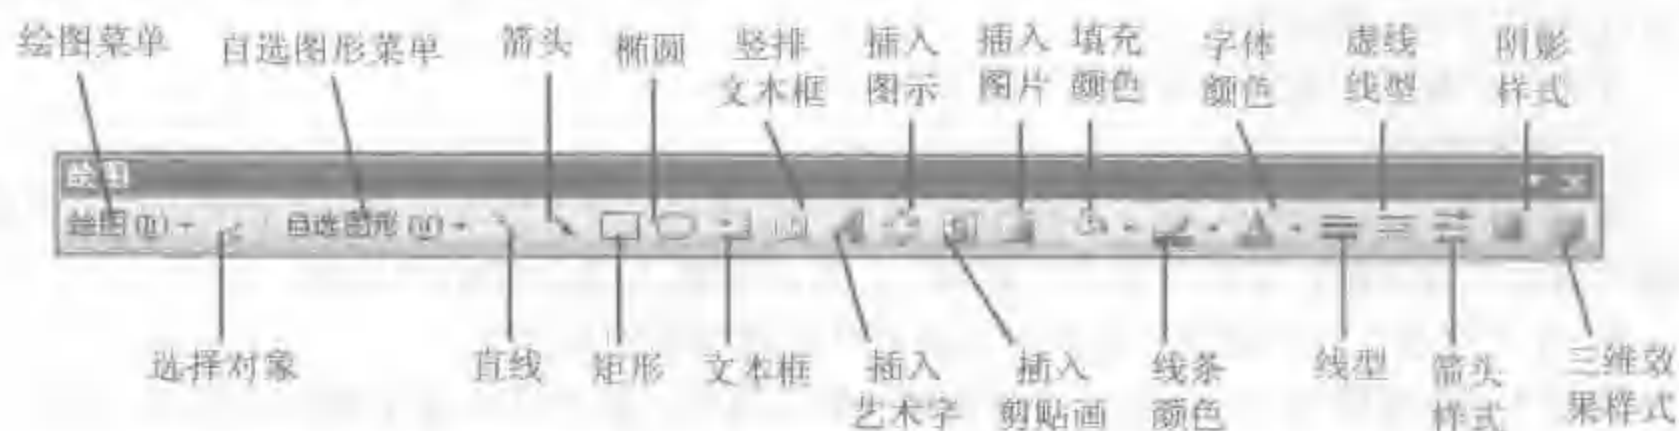 绘图菜单
自选图形菜单
箭头
椭圆
竖排
文本框
插入
图示
插入
图片
填充
颜色
字体
颜色
虚线
线型
阴影
样式
绘图
绘图(D)
自选图形(U)
选择对象
直线
矩形
文本框
插入
艺术字
插入
剪贴画
线条
颜色
线型
箭头
样式
三维效
果样式